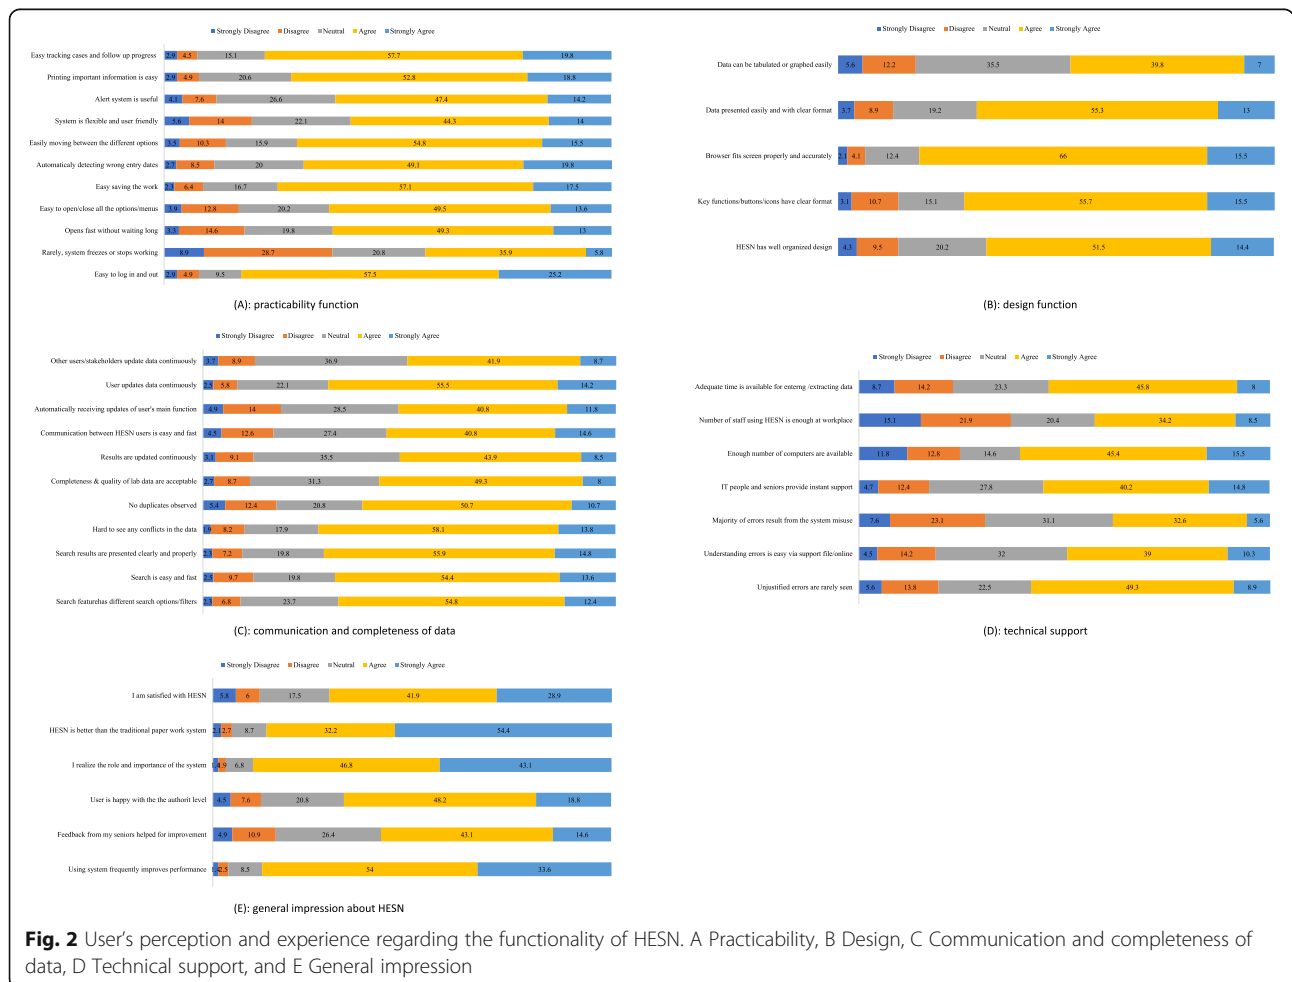 Strongly Disagree Disagree Neutral Agree Strongly Agree
Easy tracking cases and follow up progress 2.9 4.5 15.1 57.7 19.8
Printing important information is easy 2.9 4.9 20.6 52.8 18.8
Alert system is useful 4.1 7.6 26.6 47.4 14.2
System is flexible and user friendly 5.6 14 22.1 44.3 14
Easily moving between the different options 3.5 10.3 15.9 54.8 15.5
Automaticaly detecting wrong entry dates 2.7 8.5 20 49.1 19.8
Easy saving the work 2.3 6.4 16.7 57.1 17.5
Easy to open/close all the options/menus 3.9 12.8 20.2 49.5 13.6
Opens fast without waiting long 3.3 14.6 19.8 49.3 13
Rarely, system freezes or stops working 8.9 28.7 20.8 35.9 5.8
Easy to log in and out 2.9 4.9 9.5 57.5 25.2
(A): practicability function
Strongly Disagree Disagree Neutral Agree Strongly Agree
Data can be tabulated or graphed easily 5.6 12.2 35.5 39.8 7
Data presented easily and with clear format 3.7 8.9 19.2 55.3 13
Browser fits screen properly and accurately 2.1 4.1 12.4 66 15.5
Key functions/buttons/icons have clear format 3.1 10.7 15.1 55.7 15.5
HESN has well organized design 4.3 9.5 20.2 51.5 14.4
(B): design function
Strongly Disagree Disagree Neutral Agree Strongly Agree
Other users/stakeholders update data continuously 3.7 8.9 36.9 41.9 8.7
User updates data continuously 2.5 5.8 22.1 55.5 14.2
Automatically receiving updates of user's main function 4.9 14 28.5 40.8 11.8
Communication between HESN users is easy and fast 4.5 12.6 27.4 40.8 14.6
Results are updated continuously 3.1 9.1 35.5 43.9 8.5
Completeness & quality of lab data are acceptable 2.7 8.7 31.3 49.3 8
No duplicates observed 5.4 12.4 20.8 50.7 10.7
Hard to see any conflicts in the data 1.9 8.2 17.9 58.1 13.8
Search results are presented clearly and properly 2.3 7.2 19.8 55.9 14.8
Search is easy and fast 2.5 9.7 19.8 54.4 13.6
Search featurehas different search options/filters 2.3 6.8 23.7 54.8 12.4
(C): communication and completeness of data
Strongly Disagree Disagree Neutral Agree Strongly Agree
Adequate time is available for enterng /extracting data 8.7 14.2 23.3 45.8 8
Number of staff using HESN is enough at workplace 15.1 21.9 20.4 34.2 8.5
Enough number of computers are available 11.8 12.8 14.6 45.4 15.5
IT people and seniors provide instant support 4.7 12.4 27.8 40.2 14.8
Majority of errors result from the system misuse 7.6 23.1 31.1 32.6 5.6
Understanding errors is easy via support file/online 4.5 14.2 32 39 10.3
Unjustified errors are rarely seen 5.6 13.8 22.5 49.3 8.9
(D): technical support
Strongly Disagree Disagree Neutral Agree Strongly Agree
I am satisfied with HESN 5.8 6 17.5 41.9 28.9
HESN is better than the traditional paper work system 2.1 2.7 8.7 32.2 54.4
I realize the role and importance of the system 1.4 1.9 6.8 46.8 43.1
User is happy with the the authorit level 4.5 7.6 20.8 48.2 18.8
Feedback from my seniors helped for improvement 4.9 10.9 26.4 43.1 14.6
Using system frequently improves performance 1.4 2.5 8.5 54 33.6
(E): general impression about HESN
Fig. 2 User's perception and experience regarding the functionality of HESN. A Practicability, B Design, C Communication and completeness of
data, D Technical support, and E General impression